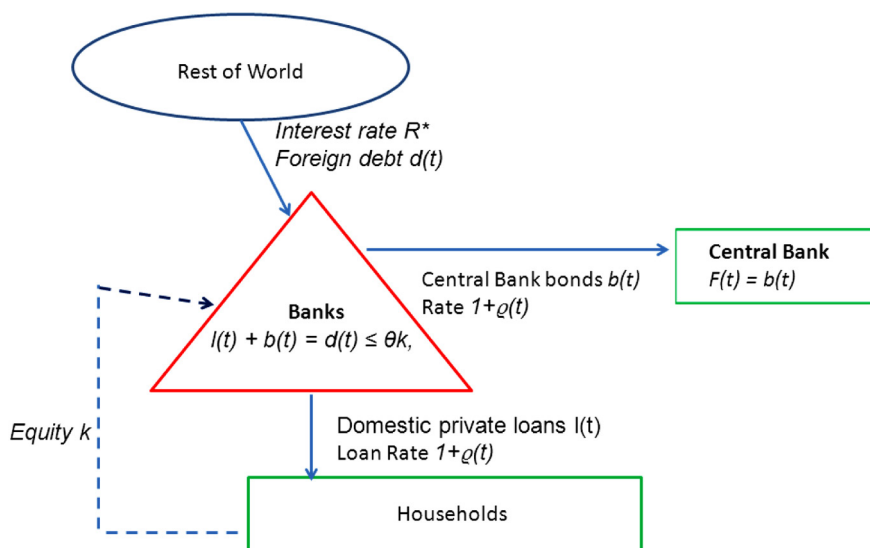 Rest of World
Interest rate R*
Foreign debt d(t)
Central Bank
F(t) = b(t)
Central Bank bonds b(t)
Rate 1+ϱ(t)
Banks
l(t) + b(t) = d(t) ≤ θk,
Equity k
Domestic private loans l(t)
Loan Rate 1+ϱ(t)
Households